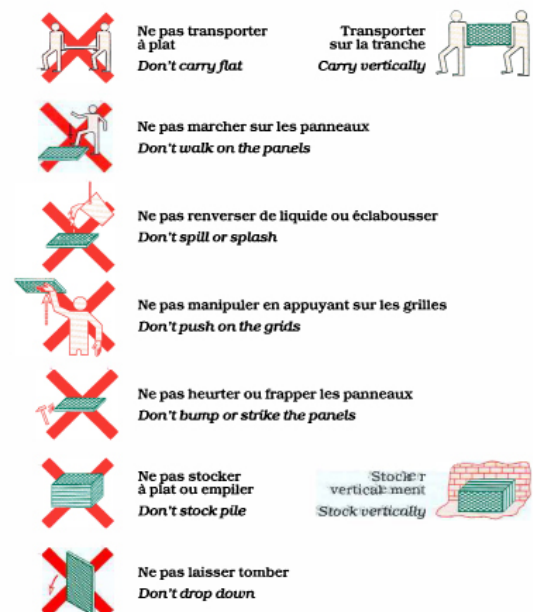 Ne pas transporter
à plat
Don't carry flat
Transporter
sur la tranche
Carry vertically
Ne pas marcher sur les panneaux
Don't walk on the panels
Ne pas renverser de liquide ou éclabousser
Don't spill or splash
Ne pas manipuler en appuyant sur les grilles
Don't push on the grids
Ne pas heurter ou frapper les panneaux
Don't bump or strike the panels
Ne pas stocker
à plat ou empiler
Don't stock pile
Stocker
verticalement
Stock vertically
Ne pas laisser tomber
Don't drop down